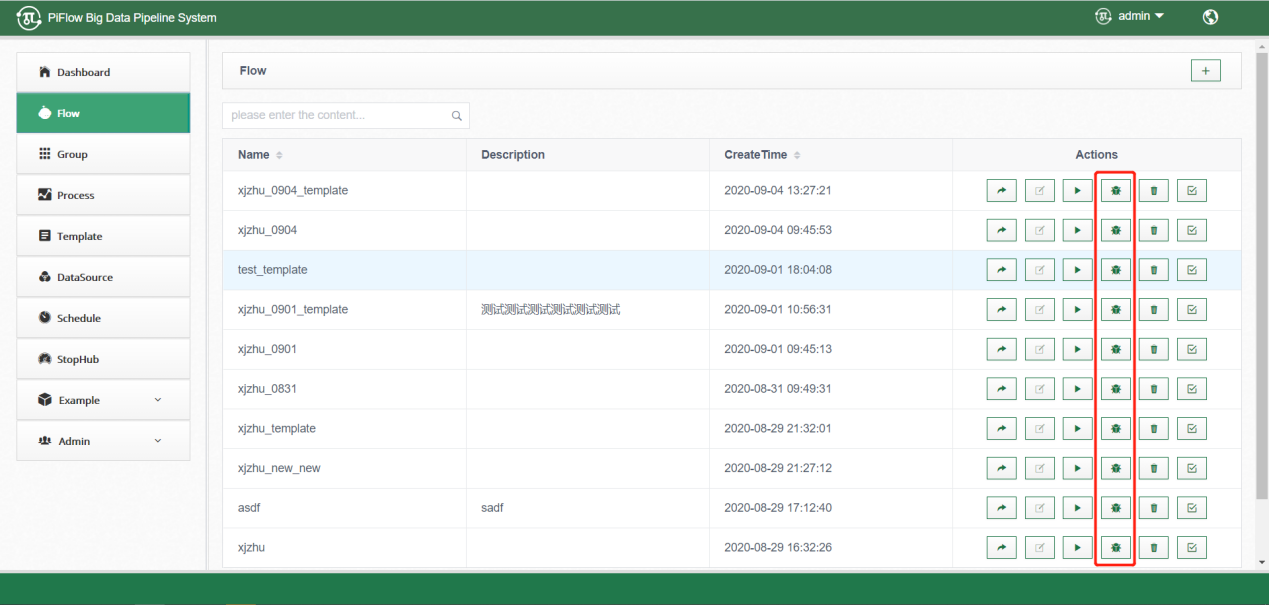 PiFlow Big Data Pipeline System
admin
Dashboard
Flow
Group
Process
Template
DataSource
Schedule
StopHub
Example
Admin
Flow
+
please enter the content...
Name Description CreateTime Actions
xjzhu_0904_template 2020-09-04 13:27:21
xjzhu_0904 2020-09-04 09:45:53
test_template 2020-09-01 18:04:08
xjzhu_0901_template 测试测试测试测试测试测试 2020-09-01 10:56:31
xjzhu_0901 2020-09-01 09:45:13
xjzhu_0831 2020-08-31 09:49:31
xjzhu_template 2020-08-29 21:32:01
xjzhu_new_new 2020-08-29 21:27:12
asdf sadf 2020-08-29 17:12:40
xjzhu 2020-08-29 16:32:26